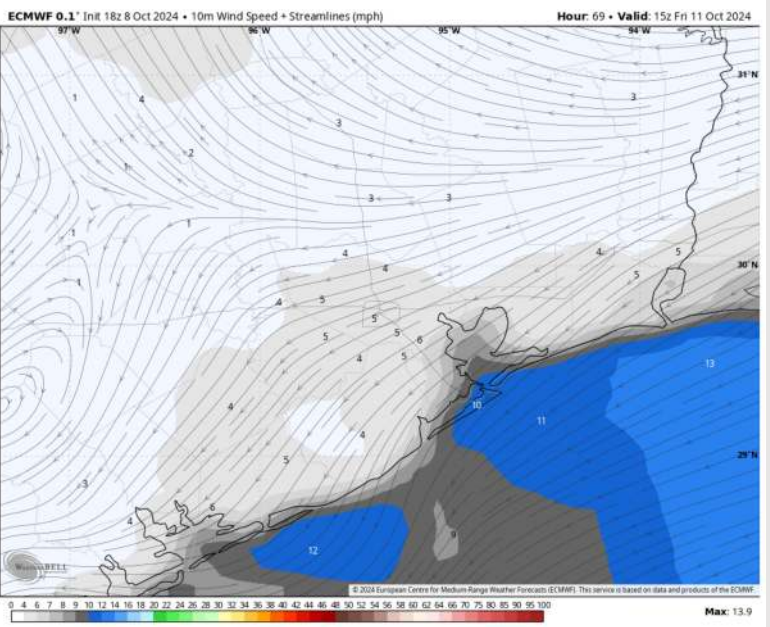 ECMWF 0.1° Init 18z 8 Oct 2024 • 10m Wind Speed + Streamlines (mph) Hour: 69 • Valid: 15z Fri 11 Oct 2024
97°W 96°W 95°W 94°W
31°N
1 4 3
3
2
1
3 3
1
1
4 4 5
30°N
4 5
1
4 5
5
5 5 6
4 5
13
10
4 11
4
5 29°N
3
6
4
9
12
WeatherBELL
© 2024 European Centre for Medium-Range Weather Forecasts (ECMWF). This service is based on data and products of the ECMWF.
0 4 6 7 8 9 10 12 14 16 18 20 22 24 26 28 30 32 34 36 38 40 42 44 46 48 50 52 54 56 58 60 62 64 66 70 75 80 85 90 95 100
Max: 13.9